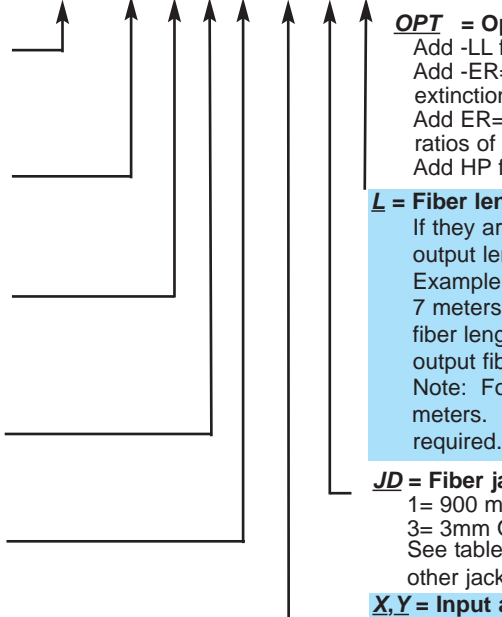 OPT = Op
Add -LL f
Add -ER=
extinction
Add ER=
ratios of
Add HP f
L = Fiber len
If they ar
output len
Example
7 meters
fiber leng
output fib
Note: Fo
meters.
required.
JD = Fiber ja
1= 900 m
3= 3mm
See table
other jack
X,Y = Input a